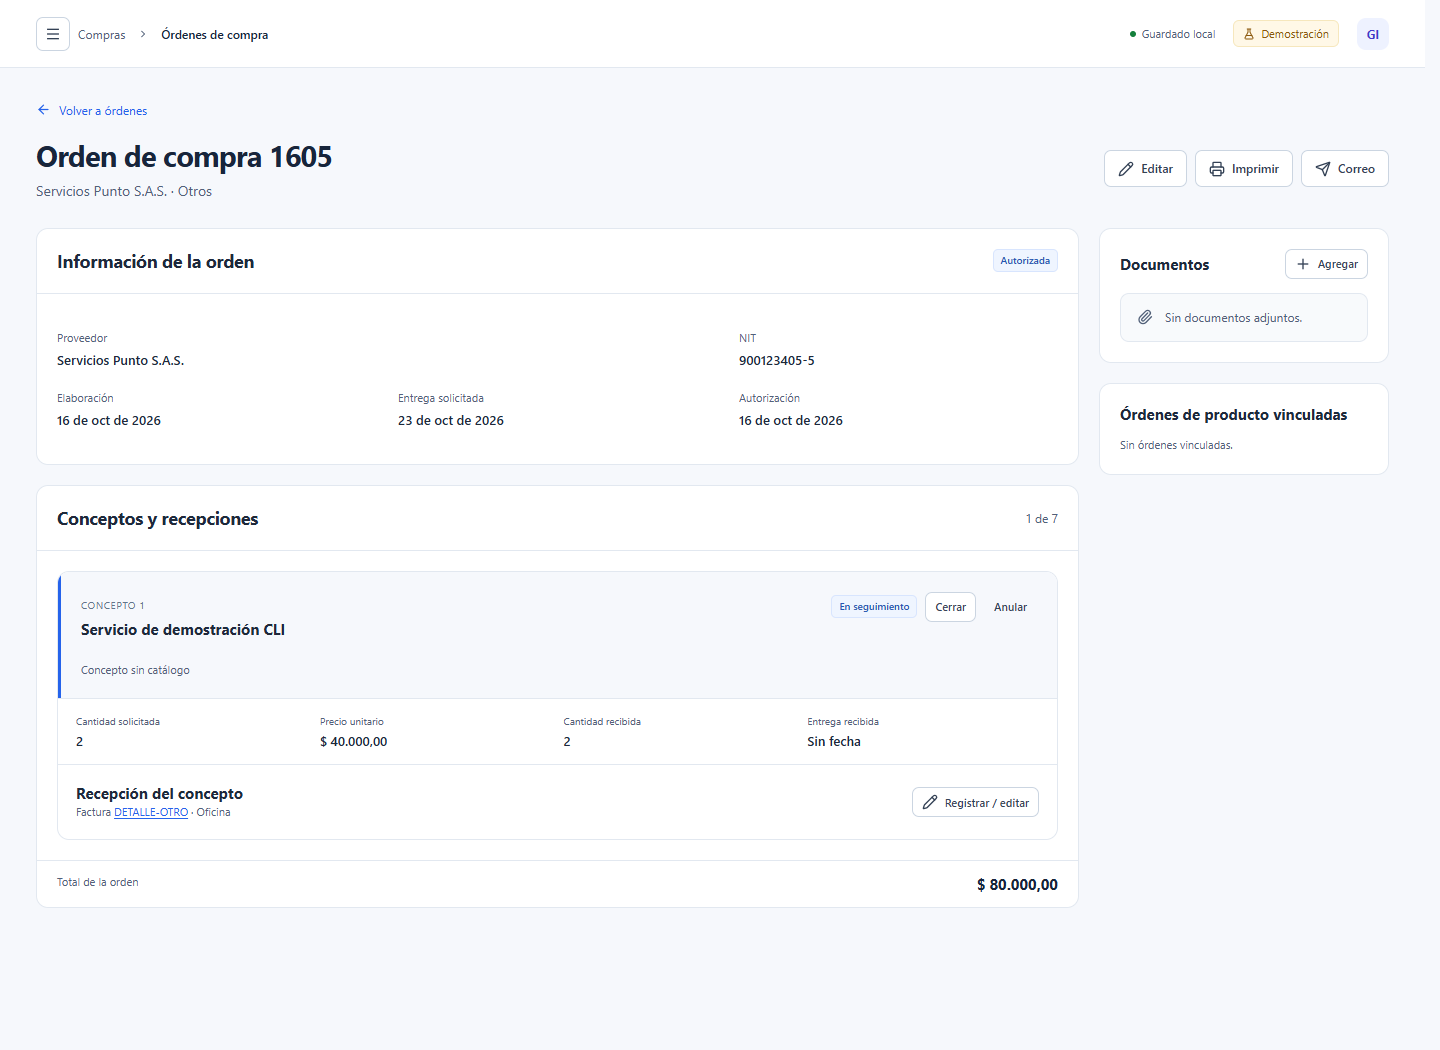 Compras > Órdenes de compra
Guardado local
Demostración
GI
Volver a órdenes
Orden de compra 1605
Servicios Punto S.A.S. · Otros
Editar
Imprimir
Correo
Información de la orden
Autorizada
Proveedor
Servicios Punto S.A.S.
NIT
900123405-5
Elaboración
16 de oct de 2026
Entrega solicitada
23 de oct de 2026
Autorización
16 de oct de 2026
Documentos
Agregar
Sin documentos adjuntos.
Órdenes de producto vinculadas
Sin órdenes vinculadas.
Conceptos y recepciones
1 de 7
CONCEPTO 1
Servicio de demostración CLI
Concepto sin catálogo
En seguimiento
Cerrar
Anular
Cantidad solicitada
2
Precio unitario
$ 40.000,00
Cantidad recibida
2
Entrega recibida
Sin fecha
Recepción del concepto
Factura DETALLE-OTRO · Oficina
Registrar / editar
Total de la orden
$ 80.000,00